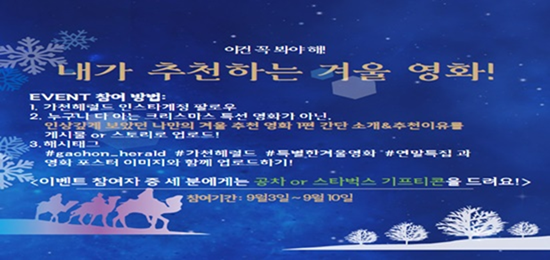 이건 꼭 봐야 해!
내가 추천하는 겨울 영화!
EVENT 참여 방법:
1. 가천헤럴드 인스타계정 팔로우
2. 누구나 다 아는 크리스마스 특선 영화가 아닌,
인상깊게 보았던 나만의 겨울 추천 영화 1편 간단 소개&추천이유를
게시물 or 스토리로 업로드!
3. 해시태그
#gachon_herald #가천헤럴드 #특별한겨울영화 #연말특집 과
영화 포스터 이미지와 함께 업로드하기!
<이벤트 참여자 중 세 분에게는 공차 or 스타벅스 기프티콘을 드려요!>
참여기간 : 9월3일~9월 10일